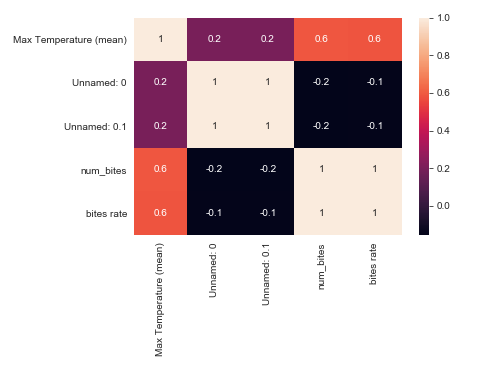 1.0
Max Temperature (mean) 1 0.2 0.2 0.6 0.6
0.8
Unnamed: 0 0.2 1 1 -0.2 -0.1
0.6
Unnamed: 0.1 0.2 1 1 -0.2 -0.1
0.4
num_bites 0.6 -0.2 -0.2 1 1
0.2
bites rate 0.6 -0.1 -0.1 1 1
0.0
Max Temperature (mean)
Unnamed: 0
Unnamed: 0.1
num_bites
bites rate